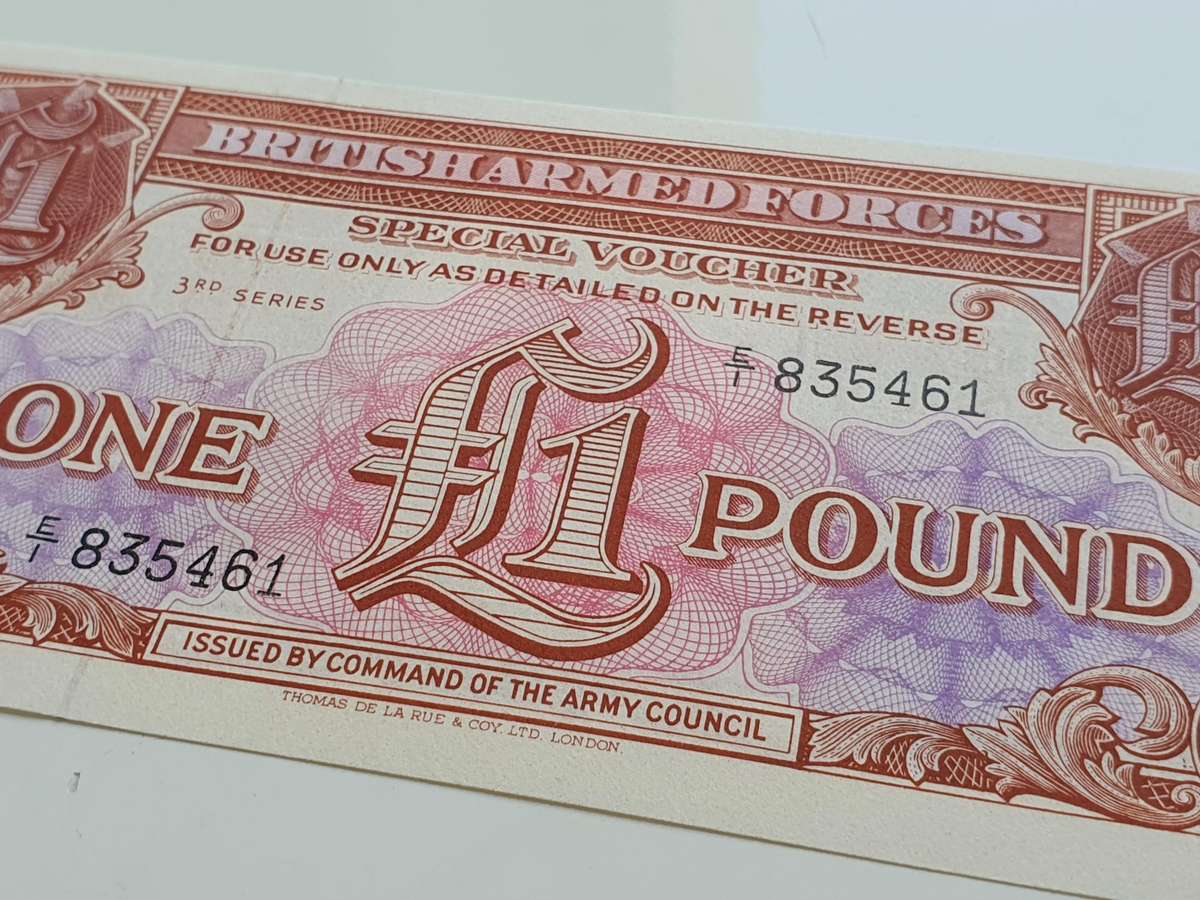 £1
BRITISH ARMED FORCES
SPECIAL VOUCHER
FOR USE ONLY AS DETAILED ON THE REVERSE
3RD SERIES
E/1 835461
ONE £1 POUND
E/1 835461
ISSUED BY COMMAND OF THE ARMY COUNCIL
THOMAS DE LA RUE & COY. LTD. LONDON.